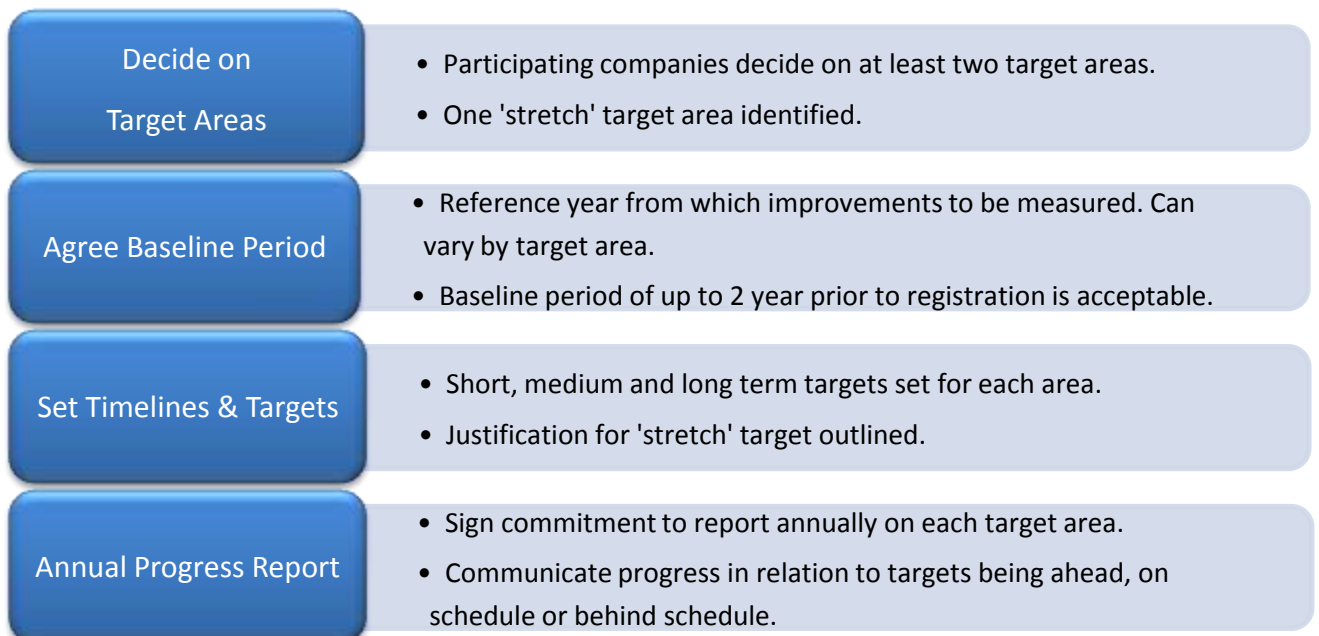 Decide on
Target Areas
• Participating companies decide on at least two target areas.
• One 'stretch' target area identified.
Agree Baseline Period
• Reference year from which improvements to be measured. Can
vary by target area.
• Baseline period of up to 2 year prior to registration is acceptable.
Set Timelines & Targets
• Short, medium and long term targets set for each area.
• Justification for 'stretch' target outlined.
Annual Progress Report
• Sign commitment to report annually on each target area.
• Communicate progress in relation to targets being ahead, on
schedule or behind schedule.